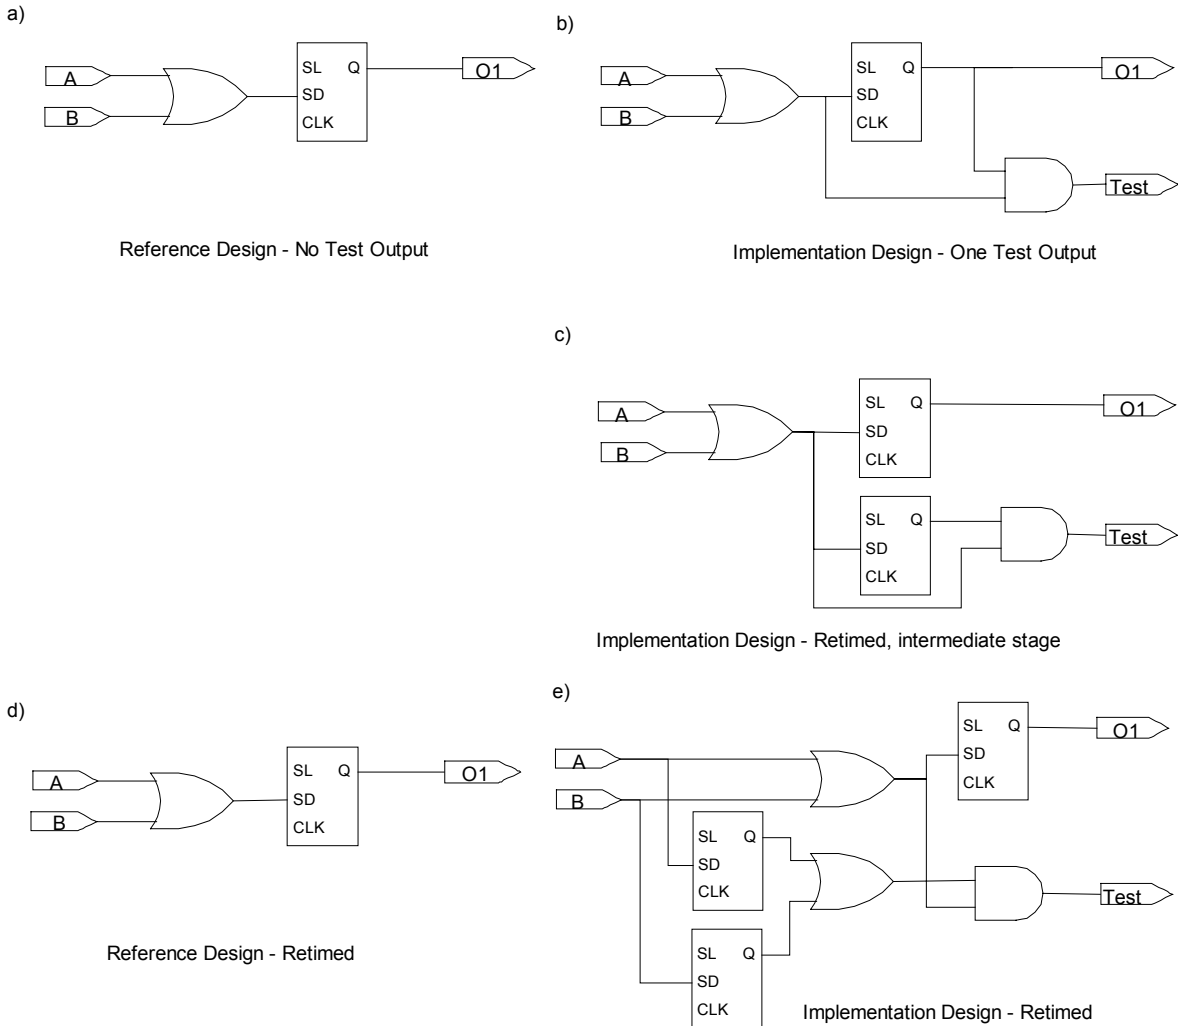 a)
A
B
SL Q
SD
CLK
O1
Reference Design - No Test Output
b)
A
B
SL Q
SD
CLK
O1
Test
Implementation Design - One Test Output
c)
A
B
SL Q
SD
CLK
O1
SL Q
SD
CLK
Test
Implementation Design - Retimed, intermediate stage
d)
A
B
SL Q
SD
CLK
O1
Reference Design - Retimed
e)
A
B
SL Q
SD
CLK
O1
SL Q
SD
CLK
Test
SL Q
SD
CLK
Implementation Design - Retimed